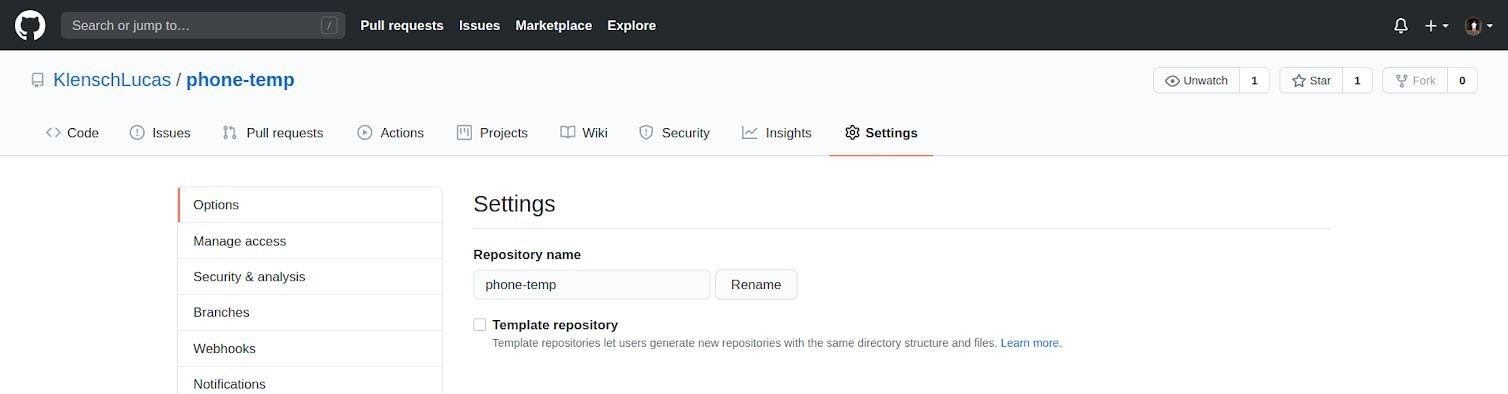 Search or jump to… /
Pull requests Issues Marketplace Explore
KlenschLucas / phone-temp
Unwatch 1 Star 1 Fork 0
Code Issues Pull requests Actions Projects Wiki Security Insights Settings
Options
Manage access
Security & analysis
Branches
Webhooks
Notifications
Settings
Repository name
phone-temp Rename
Template repository
Template repositories let users generate new repositories with the same directory structure and files. Learn more.